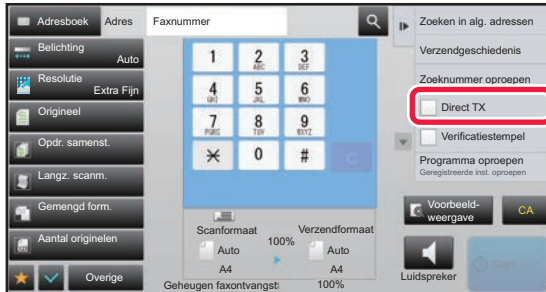 Adresboek
Adres
Faxnummer
Zoeken in alg. adressen
Belichting
Auto
Verzendgeschiedenis
Resolutie
Extra Fijn
Zoeknummer oproepen
Origineel
Direct TX
Opdr. samenst.
Verificatiestempel
Langz. scanm.
Programma oproepen
Geregistreerde inst. oproepen
Gemengd form.
Aantal originelen
Overige
1
2 ABC
3 DEF
4 GHI
5 JKL
6 MNO
7 PQRS
8 TUV
9 WXYZ
0
#
C
Scanformaat
Auto
A4
100%
Verzendformaat
Auto
A4
Geheugen faxontvangst:
100%
Voorbeeld-
weergave
CA
Luidspreker
Start